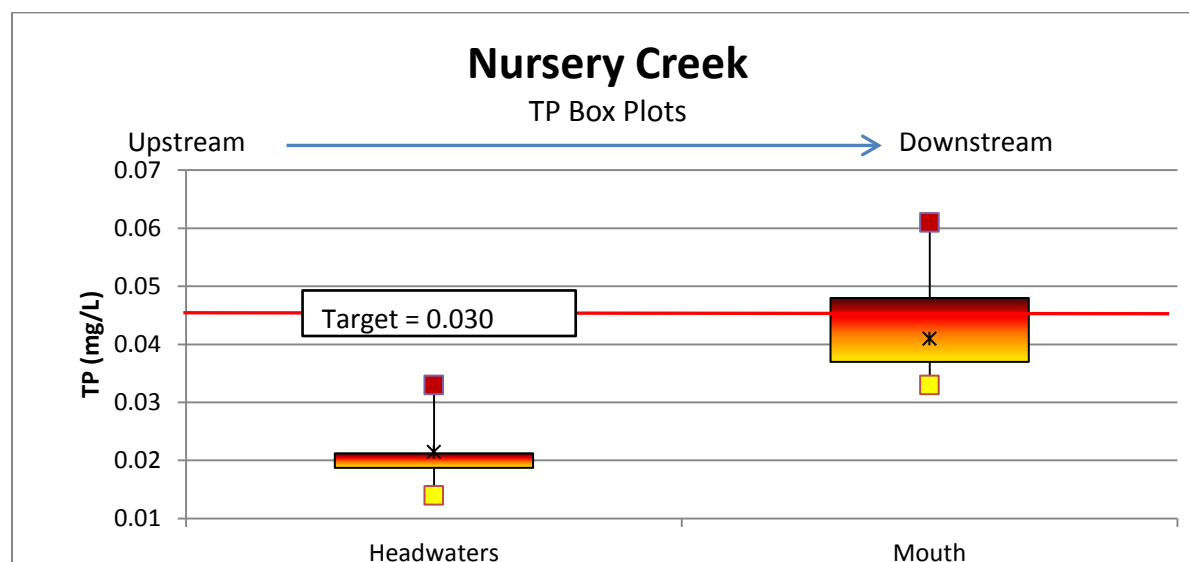 Nursery Creek
TP Box Plots
Upstream Downstream
0.07
0.06
0.05
0.04
0.03
0.02
0.01
TP (mg/L)
Target = 0.030
Headwaters Mouth